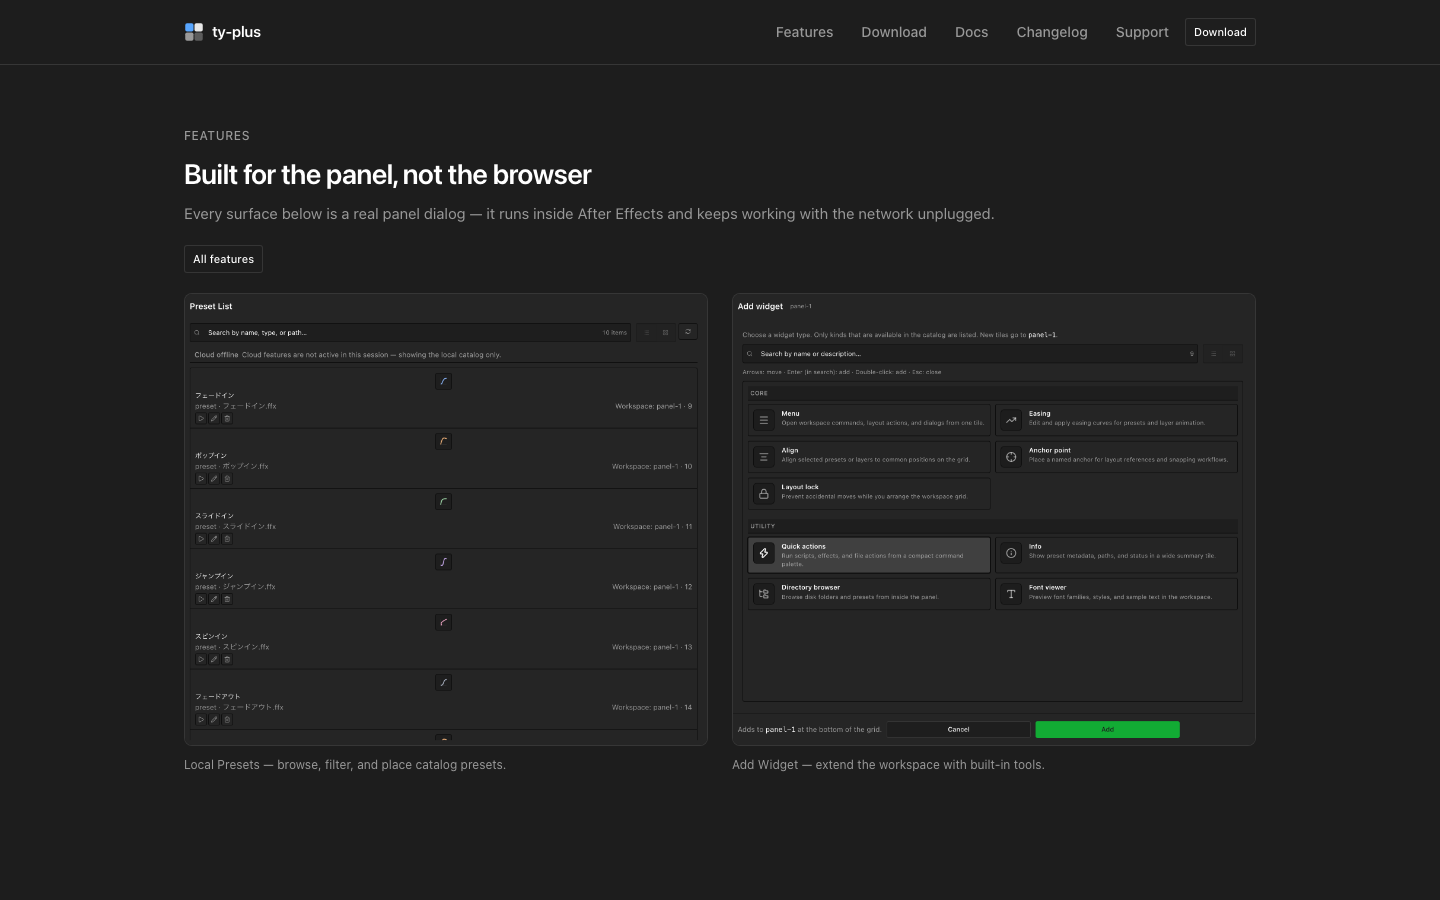 ty-plus
Features
Download
Docs
Changelog
Support
Download
FEATURES
Built for the panel, not the browser
Every surface below is a real panel dialog — it runs inside After Effects and keeps working with the network unplugged.
All features
Preset List
Search by name, type, or path...
16 items
Cloud offline Cloud features are not active in this session — showing the local catalog only.
フェードイン
preset · フェードイン.ffx
Workspace: panel-1 · 9
ポップイン
preset · ポップイン.ffx
Workspace: panel-1 · 10
スライドイン
preset · スライドイン.ffx
Workspace: panel-1 · 11
ジャンプイン
preset · ジャンプイン.ffx
Workspace: panel-1 · 12
スピンイン
preset · スピンイン.ffx
Workspace: panel-1 · 13
フェードアウト
preset · フェードアウト.ffx
Workspace: panel-1 · 14
Local Presets — browse, filter, and place catalog presets.
Add widget panel-1
Choose a widget type. Only kinds that are available in the catalog are listed. New tiles go to panel-1.
Search by name or description...
9
Arrows: move · Enter (in search): add · Double-click: add · Esc: close
CORE
Menu
Open workspace commands, layout actions, and dialogs from one tile.
Easing
Edit and apply easing curves for presets and layer animation.
Align
Align selected presets or layers to common positions on the grid.
Anchor point
Place a named anchor for layout references and snapping workflows.
Layout lock
Prevent accidental moves while you arrange the workspace grid.
UTILITY
Quick actions
Run scripts, effects, and file actions from a compact command
palette.
Info
Show preset metadata, paths, and status in a wide summary tile.
Directory browser
Browse disk folders and presets from inside the panel.
Font viewer
Preview font families, styles, and sample text in the workspace.
Adds to panel-1 at the bottom of the grid.
Cancel
Add
Add Widget — extend the workspace with built-in tools.